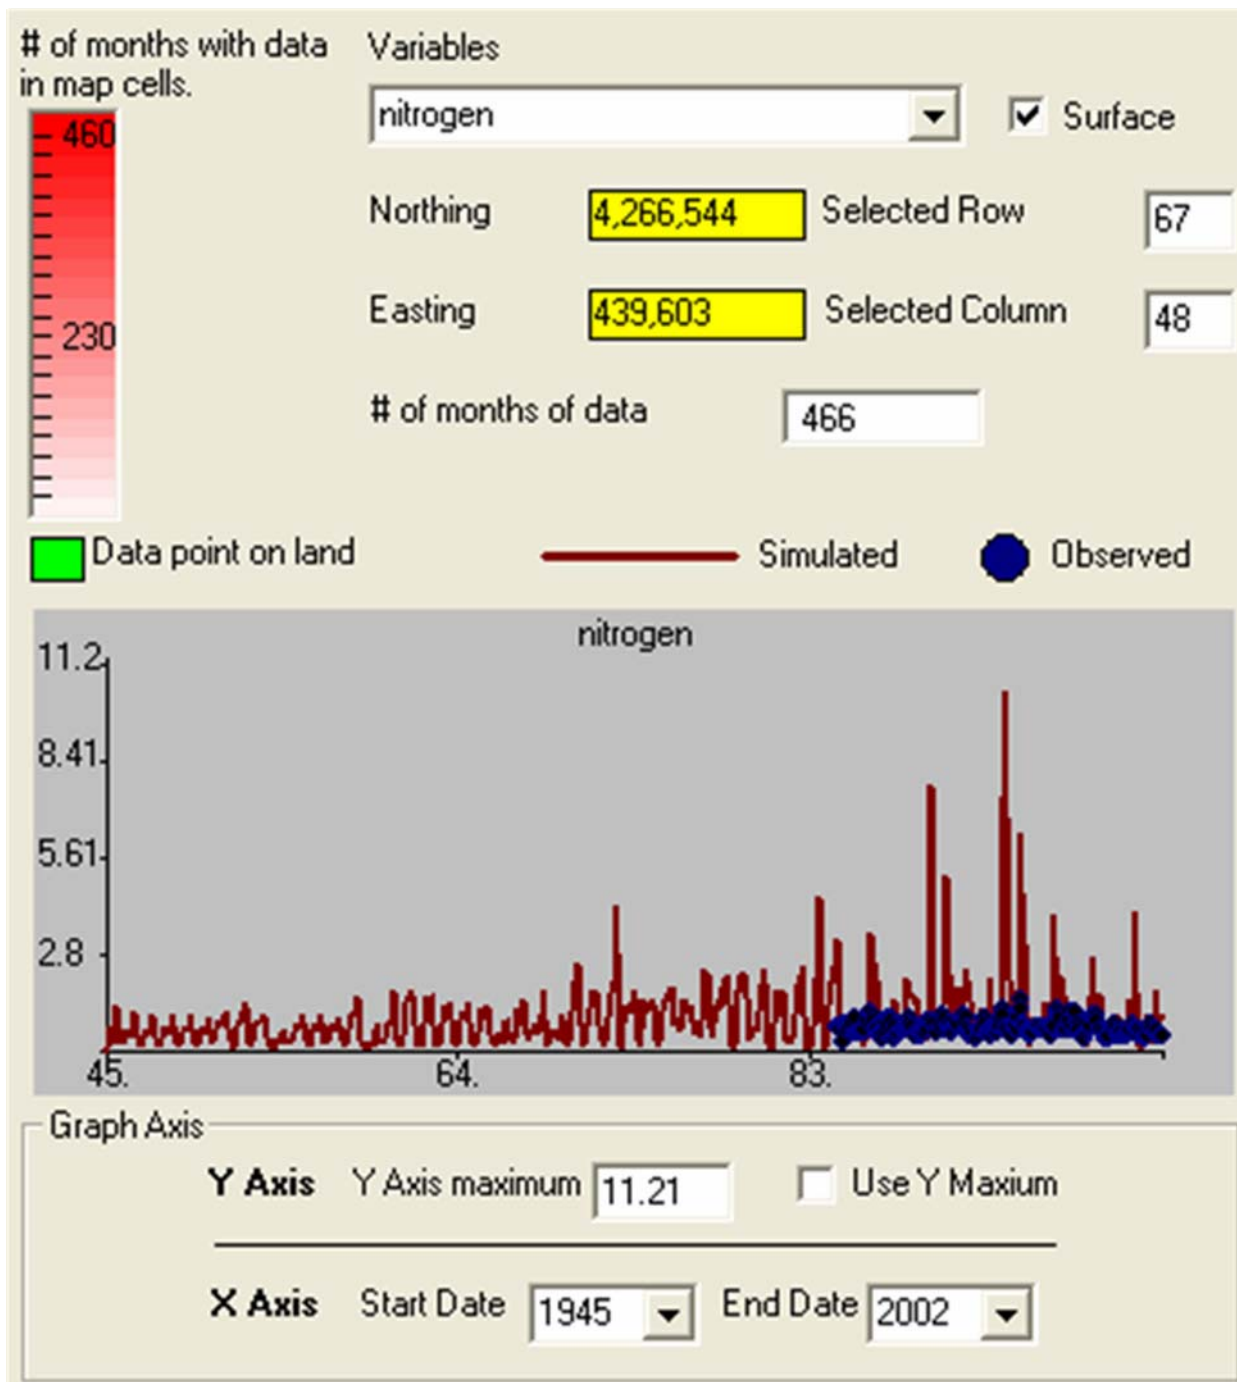 # of months with data
in map cells.
460
230
Variables
nitrogen
Surface
Northing 4,266,544 Selected Row 67
Easting 439,603 Selected Column 48
# of months of data 466
Data point on land Simulated Observed
nitrogen
11.2
8.41
5.61
2.8
45. 64. 83.
Graph Axis
Y Axis Y Axis maximum 11.21 Use Y Maxium
X Axis Start Date 1945 End Date 2002